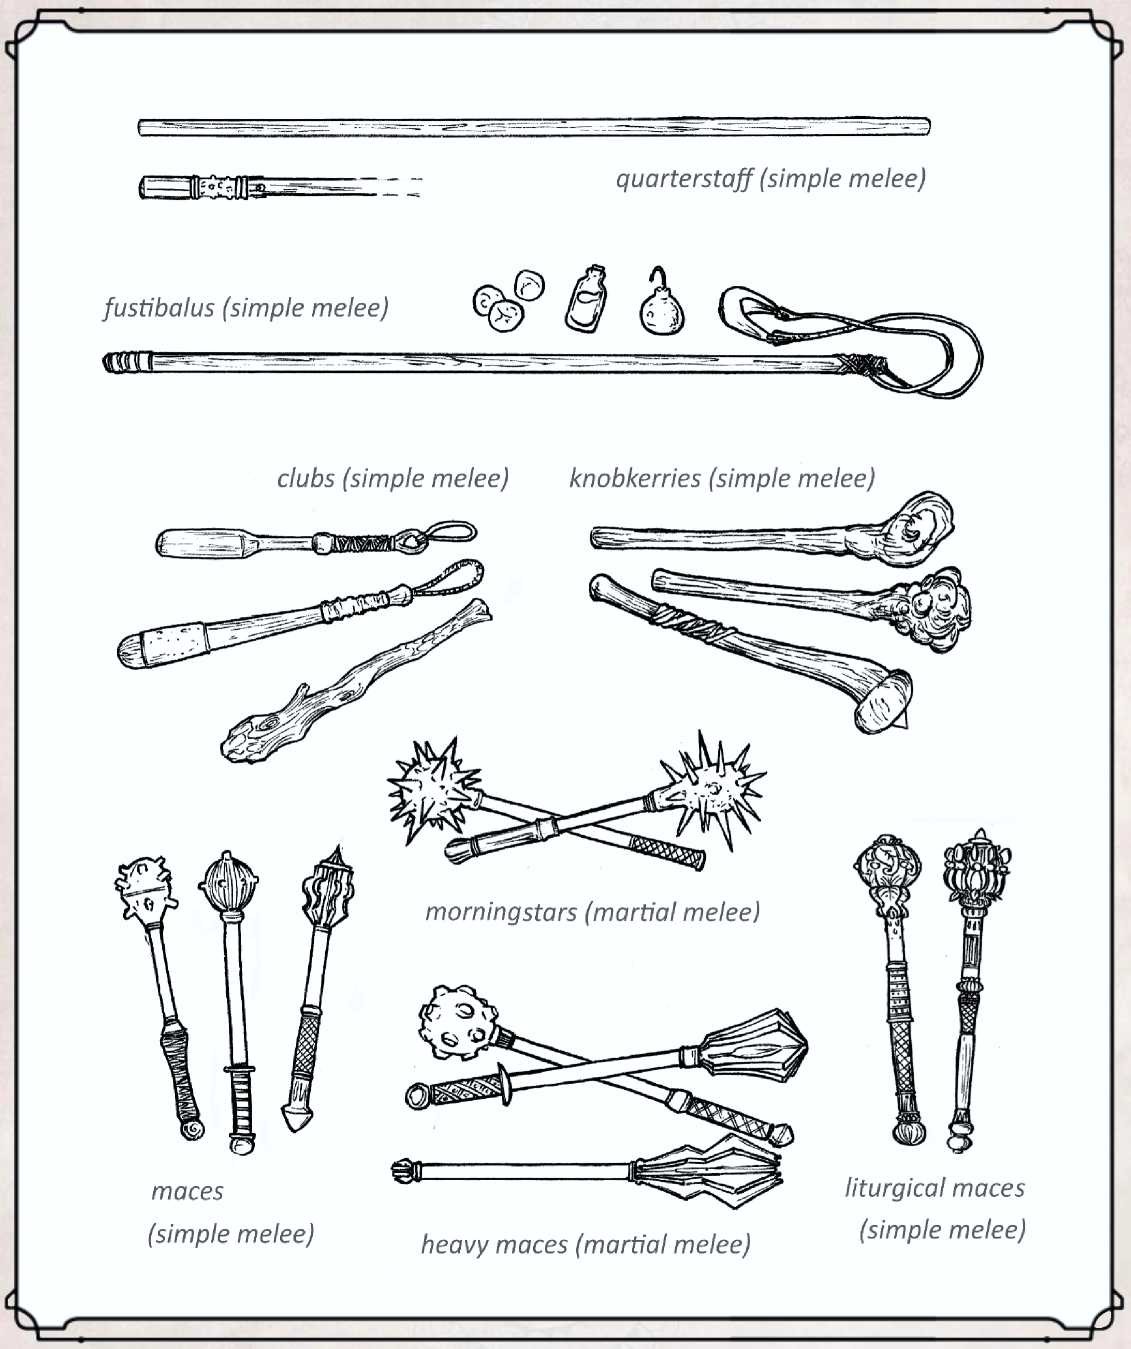 quarterstaff (simple melee)
fustibalus (simple melee)
clubs (simple melee)
knobkerries (simple melee)
morningstars (martial melee)
maces
(simple melee)
liturgical maces
(simple melee)
heavy maces (martial melee)